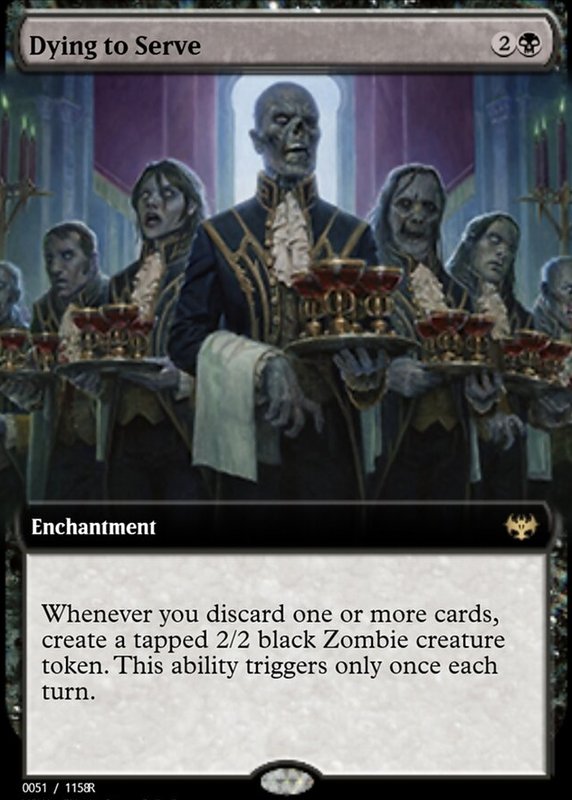 Dying to Serve 2
Enchantment
Whenever you discard one or more cards,
create a tapped 2/2 black Zombie creature
token. This ability triggers only once each
turn.
0051 / 1158R